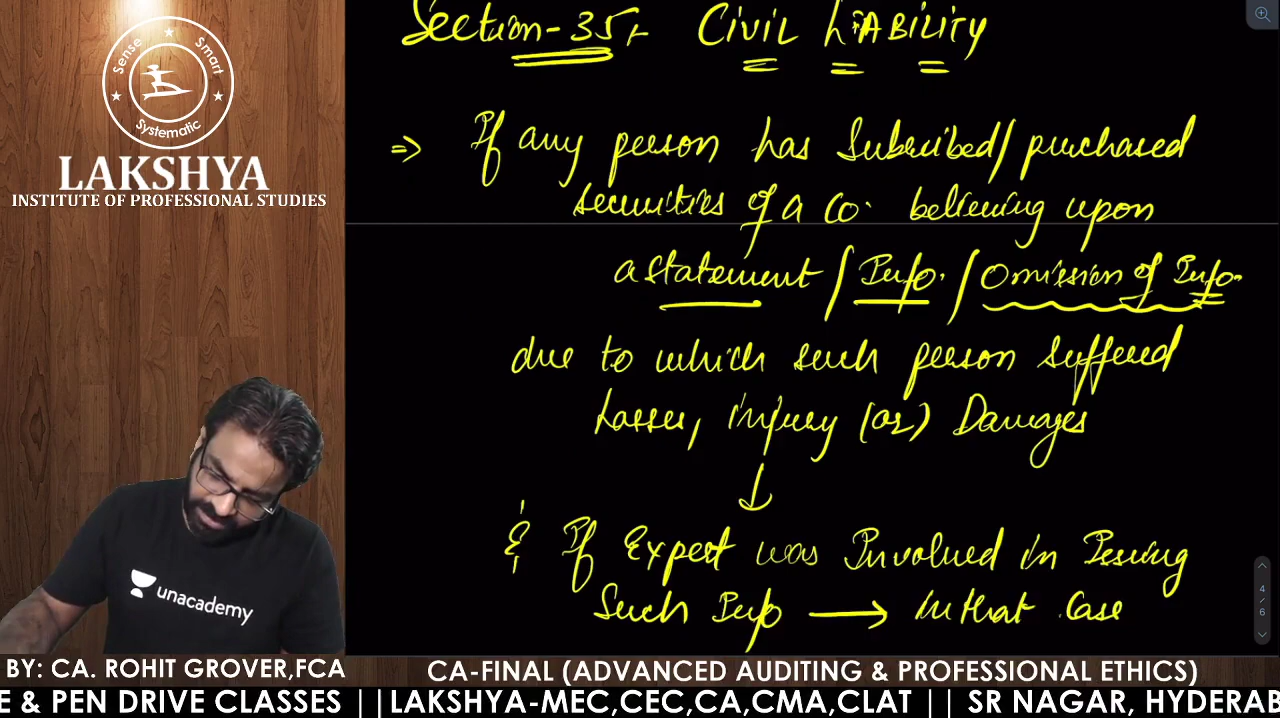 Section-35:- CIVIL LIABILITY
⇒ If any person has Subscribed/purchased
securities of a Co. believing upon
a statement / Info. / Omission of Info.
due to which such person suffered
Losses, injury (or) Damages
↓
& If Expert was Involved in Issuing
Such Info → In that Case
Sense
Smart
Systematic
LAKSHYA
INSTITUTE OF PROFESSIONAL STUDIES
unacademy
4
/
6
BY: CA. ROHIT GROVER,FCA
CA-FINAL (ADVANCED AUDITING & PROFESSIONAL ETHICS)
E & PEN DRIVE CLASSES ||LAKSHYA-MEC,CEC,CA,CMA,CLAT || SR NAGAR, HYDERAB